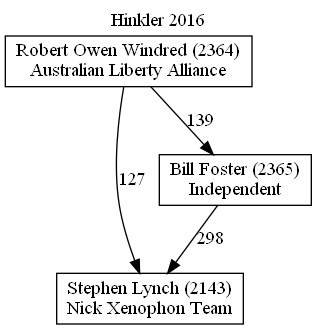 Hinkler 2016
Robert Owen Windred (2364)
Australian Liberty Alliance
139
Bill Foster (2365)
Independent
127
298
Stephen Lynch (2143)
Nick Xenophon Team